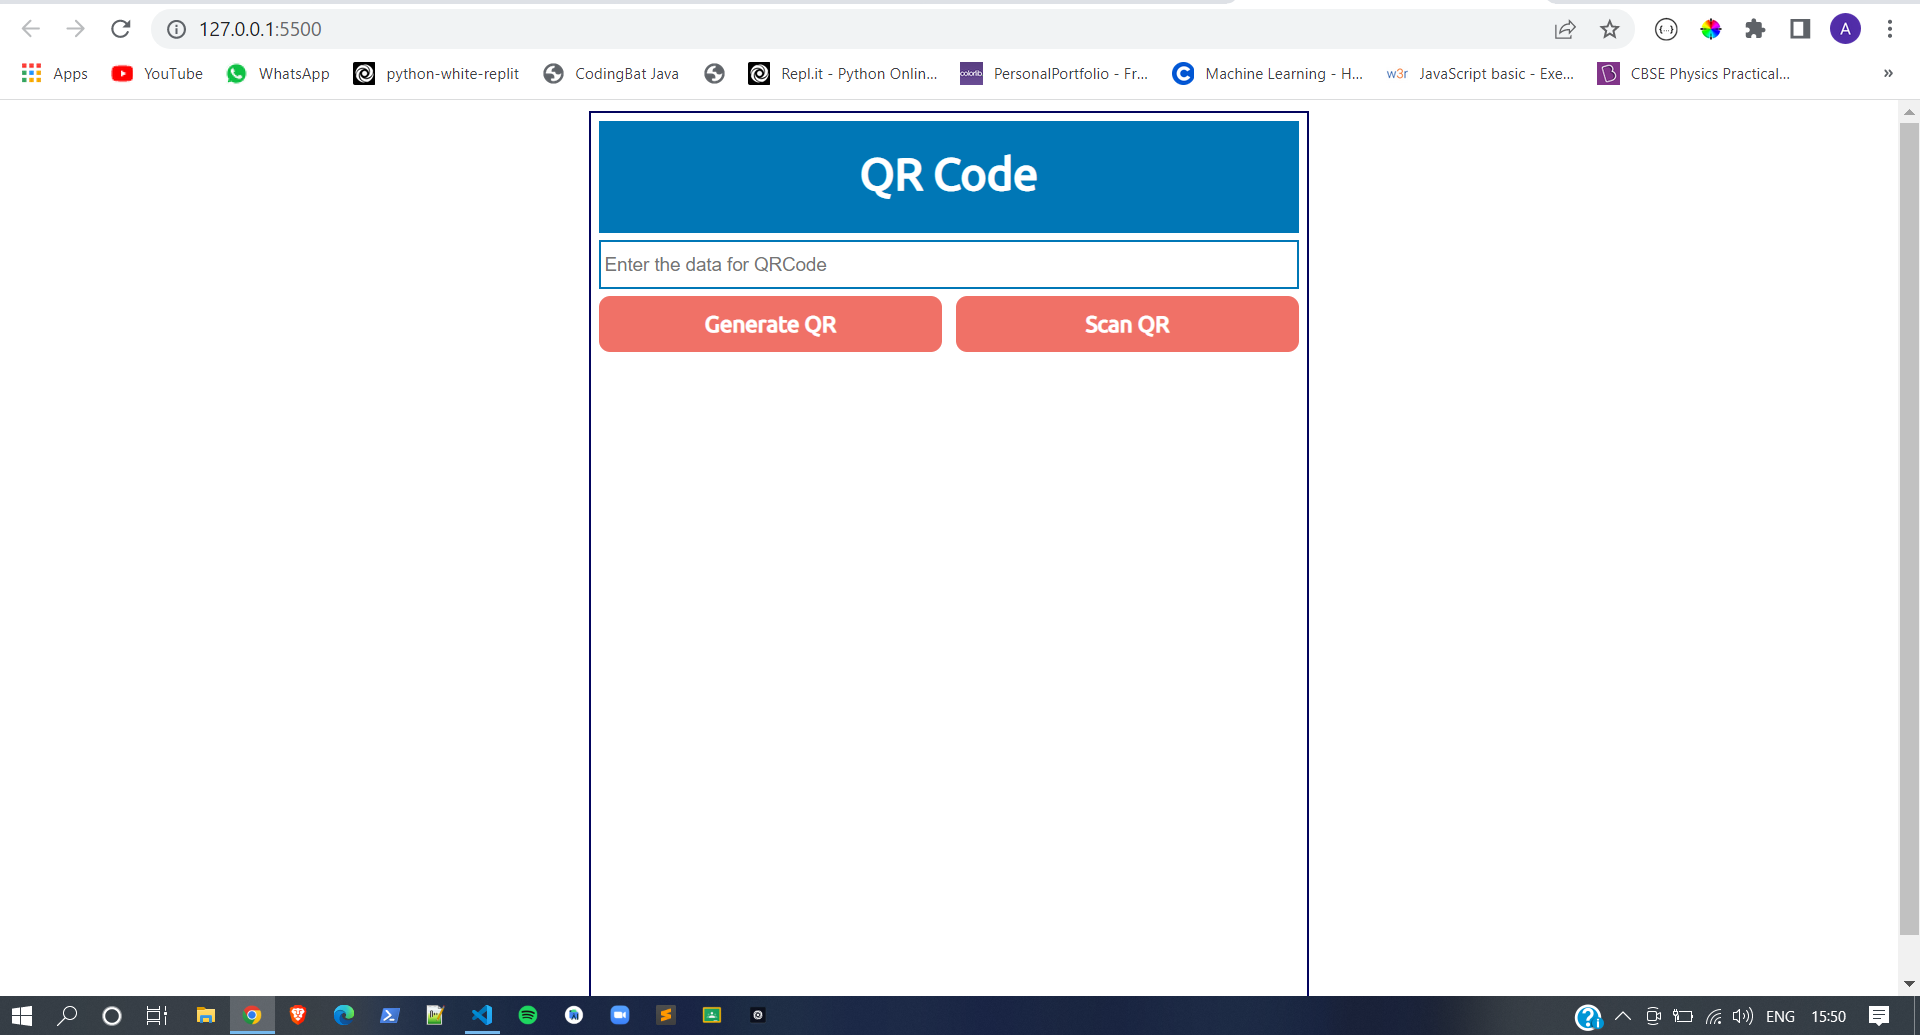 127.0.0.1:5500
A
Apps YouTube WhatsApp python-white-replit CodingBat Java Repl.it - Python Onlin... colorlib. PersonalPortfolio - Fr... C Machine Learning - H... w3r JavaScript basic - Exe... CBSE Physics Practical... »
QR Code
Enter the data for QRCode
Generate QR Scan QR
ENG 15:50